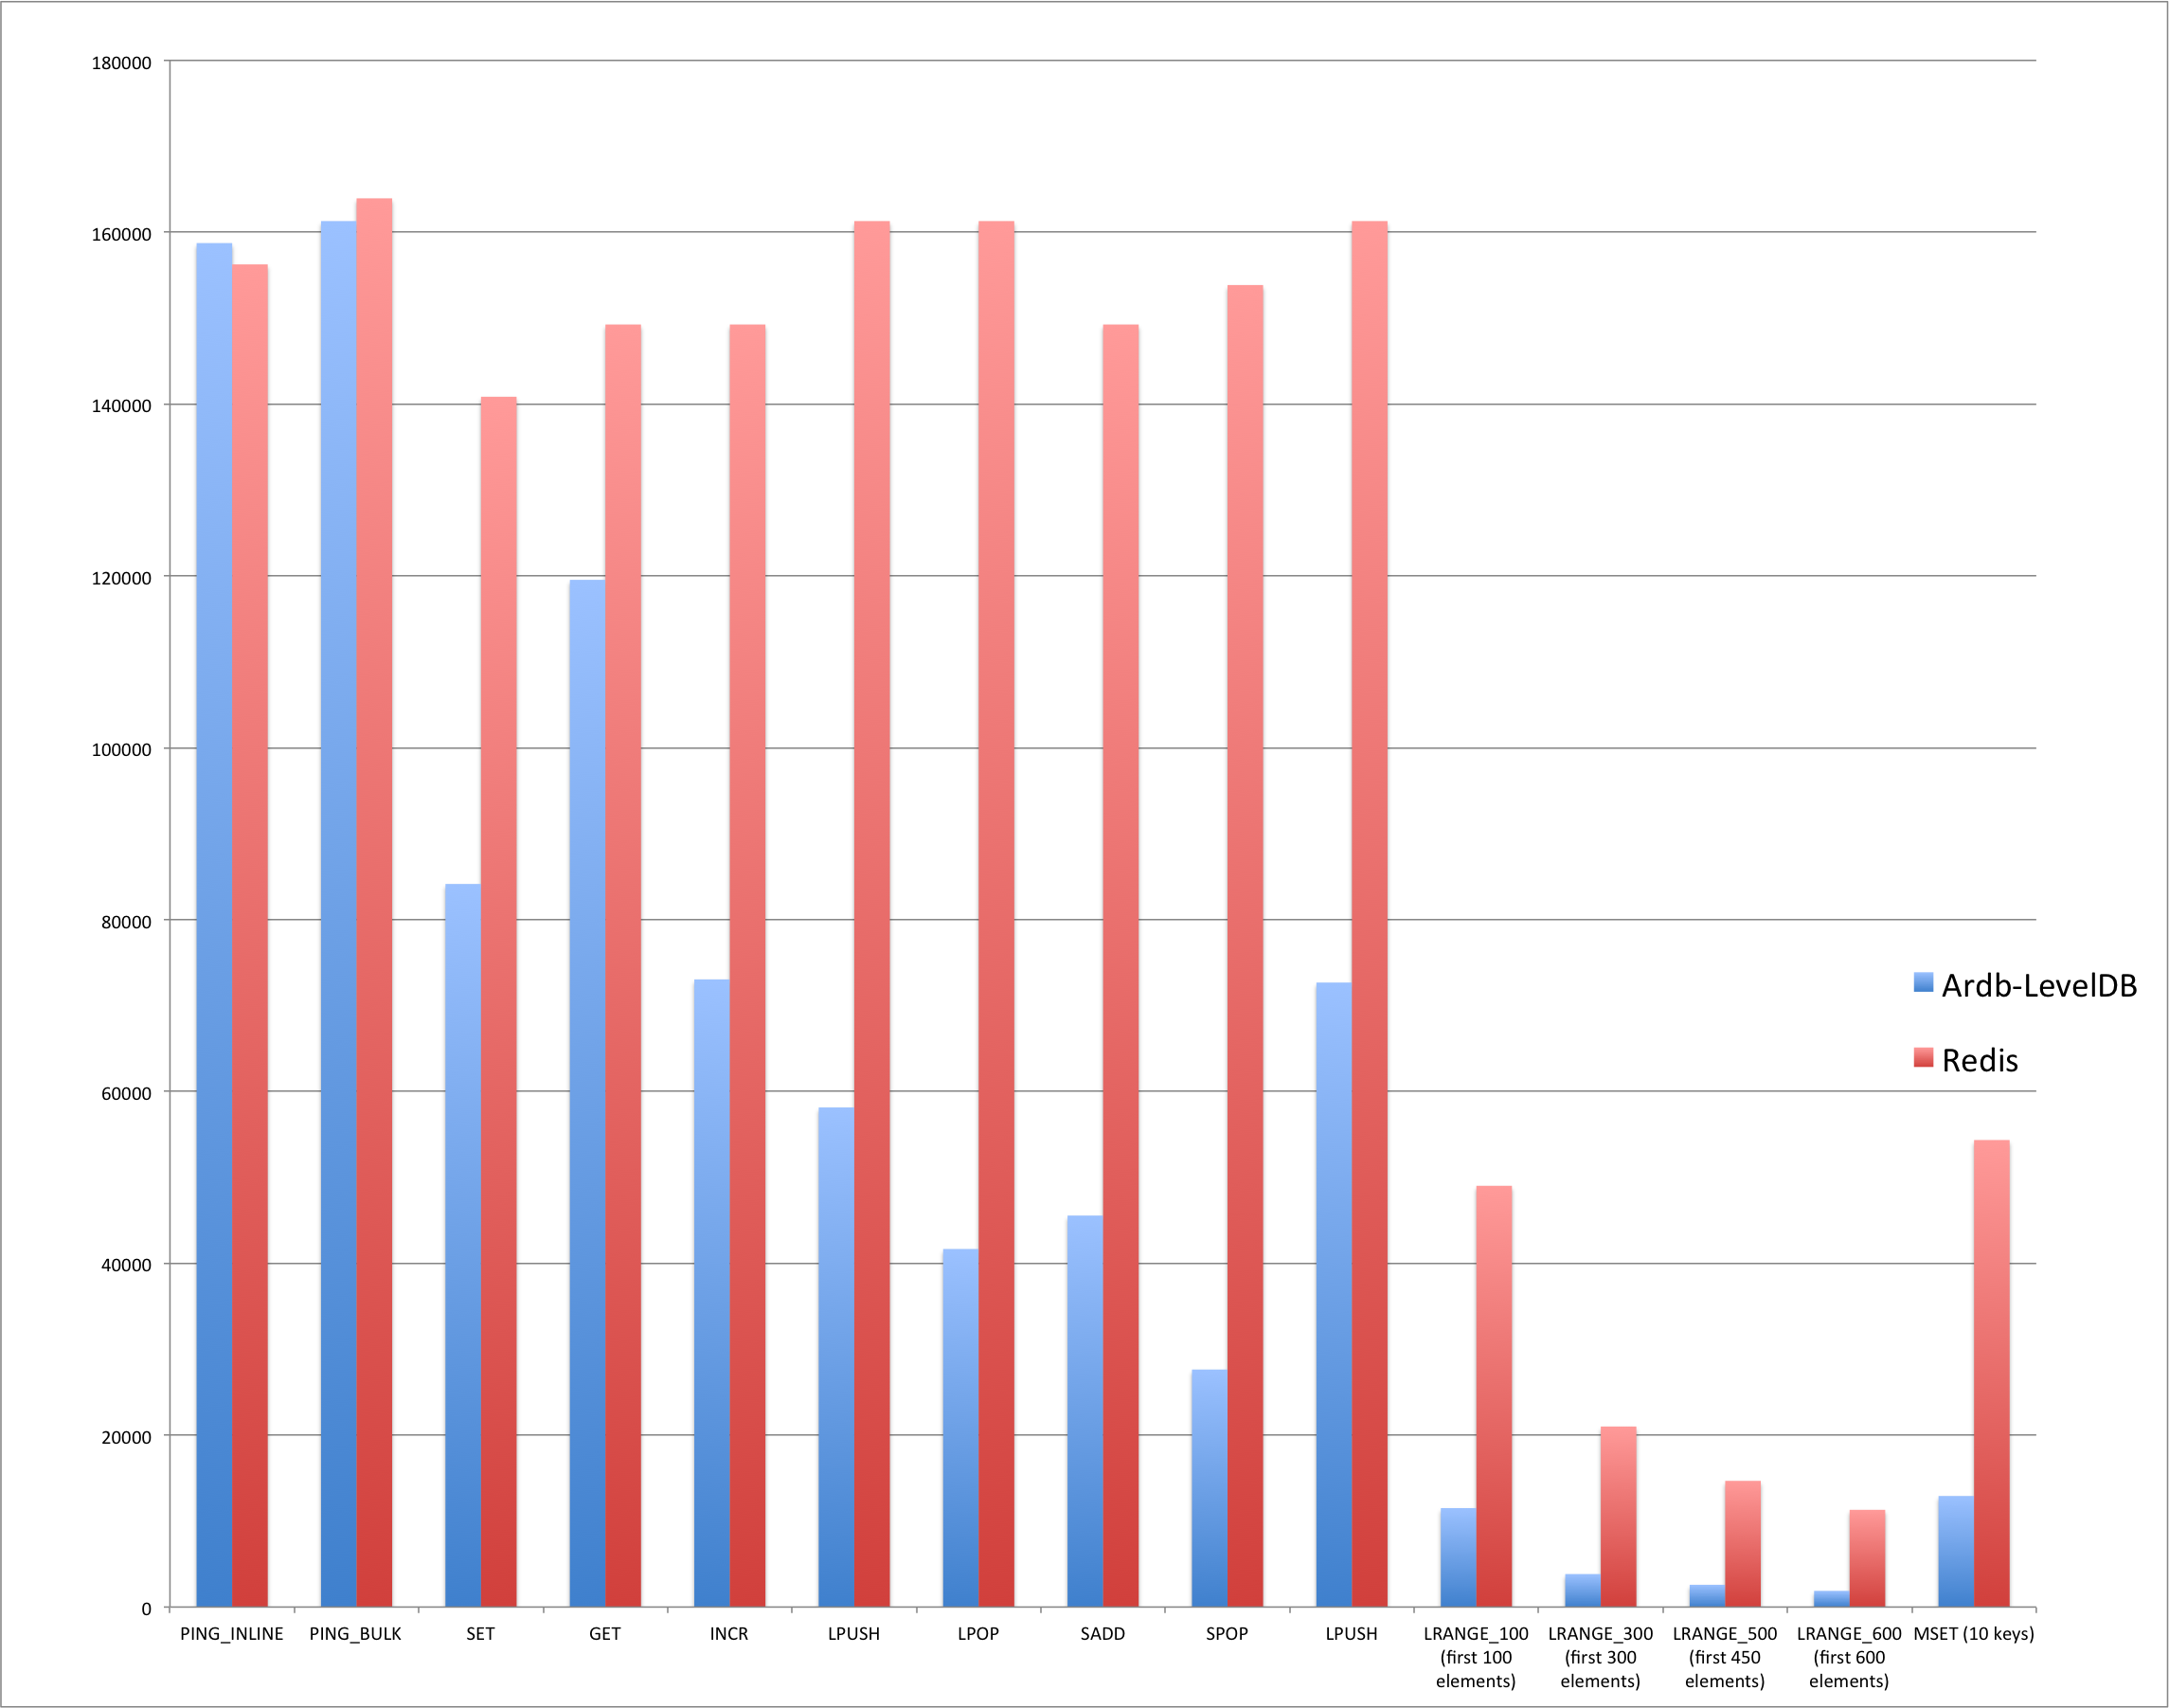 180000
160000
140000
120000
100000
80000
60000
40000
20000
0
Ardb-LevelDB
Redis
PING_INLINE PING_BULK SET GET INCR LPUSH LPOP SADD SPOP LPUSH LRANGE_100 LRANGE_300 LRANGE_500 LRANGE_600 MSET (10 keys)
(first 100 (first 300 (first 450 (first 600
elements) elements) elements) elements)